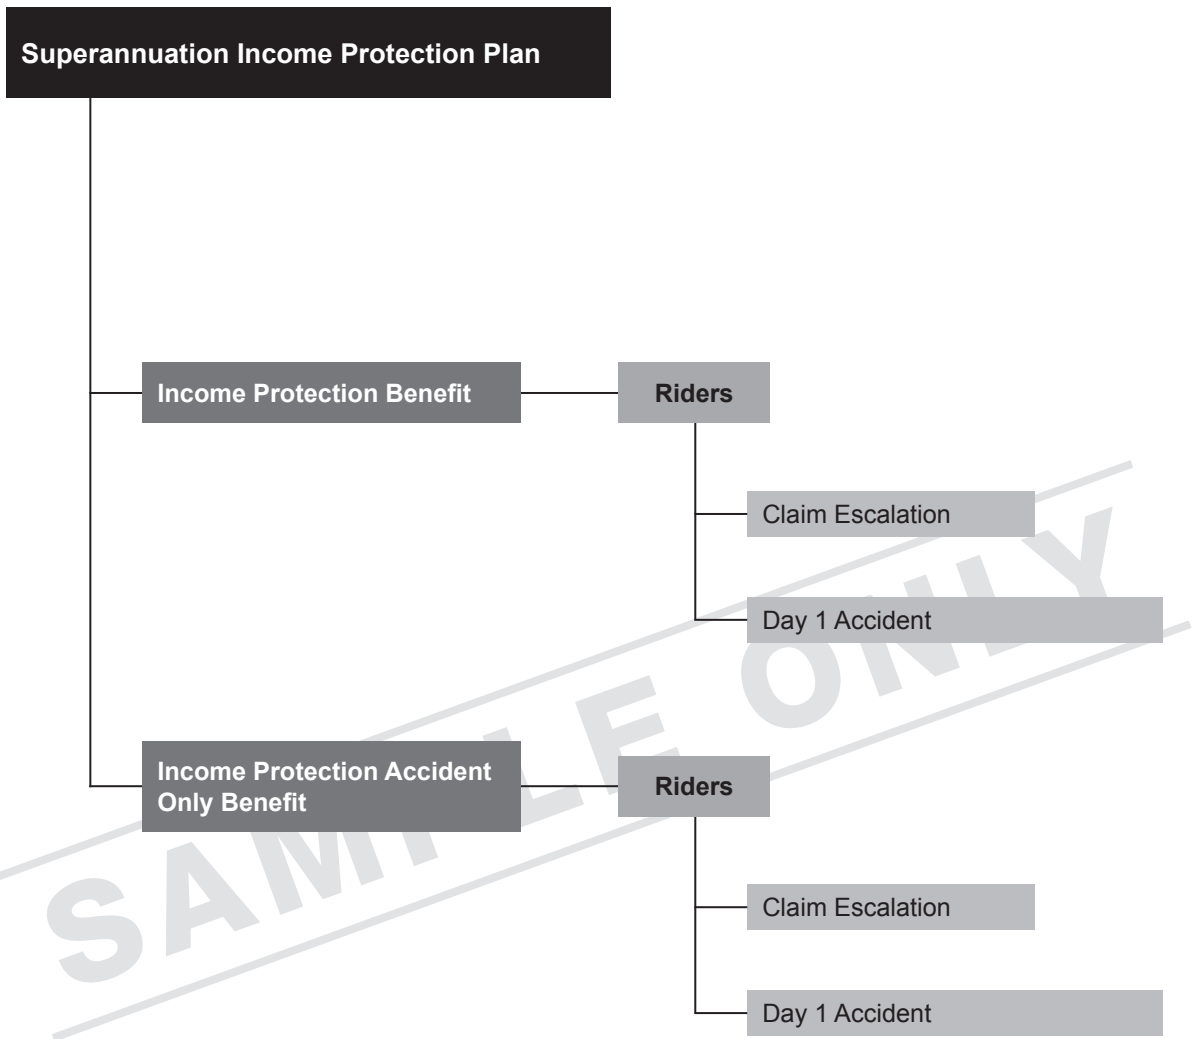 Superannuation Income Protection Plan
Income Protection Benefit
Riders
Claim Escalation
Day 1 Accident
Income Protection Accident
Only Benefit
Riders
Claim Escalation
Day 1 Accident
SAMPLE ONLY